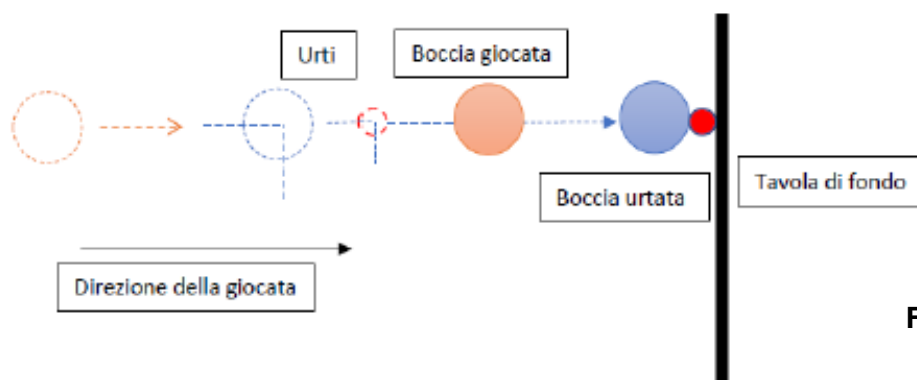 Urti
Boccia giocata
Tavola di fondo
Boccia urtata
Direzione della giocata
F